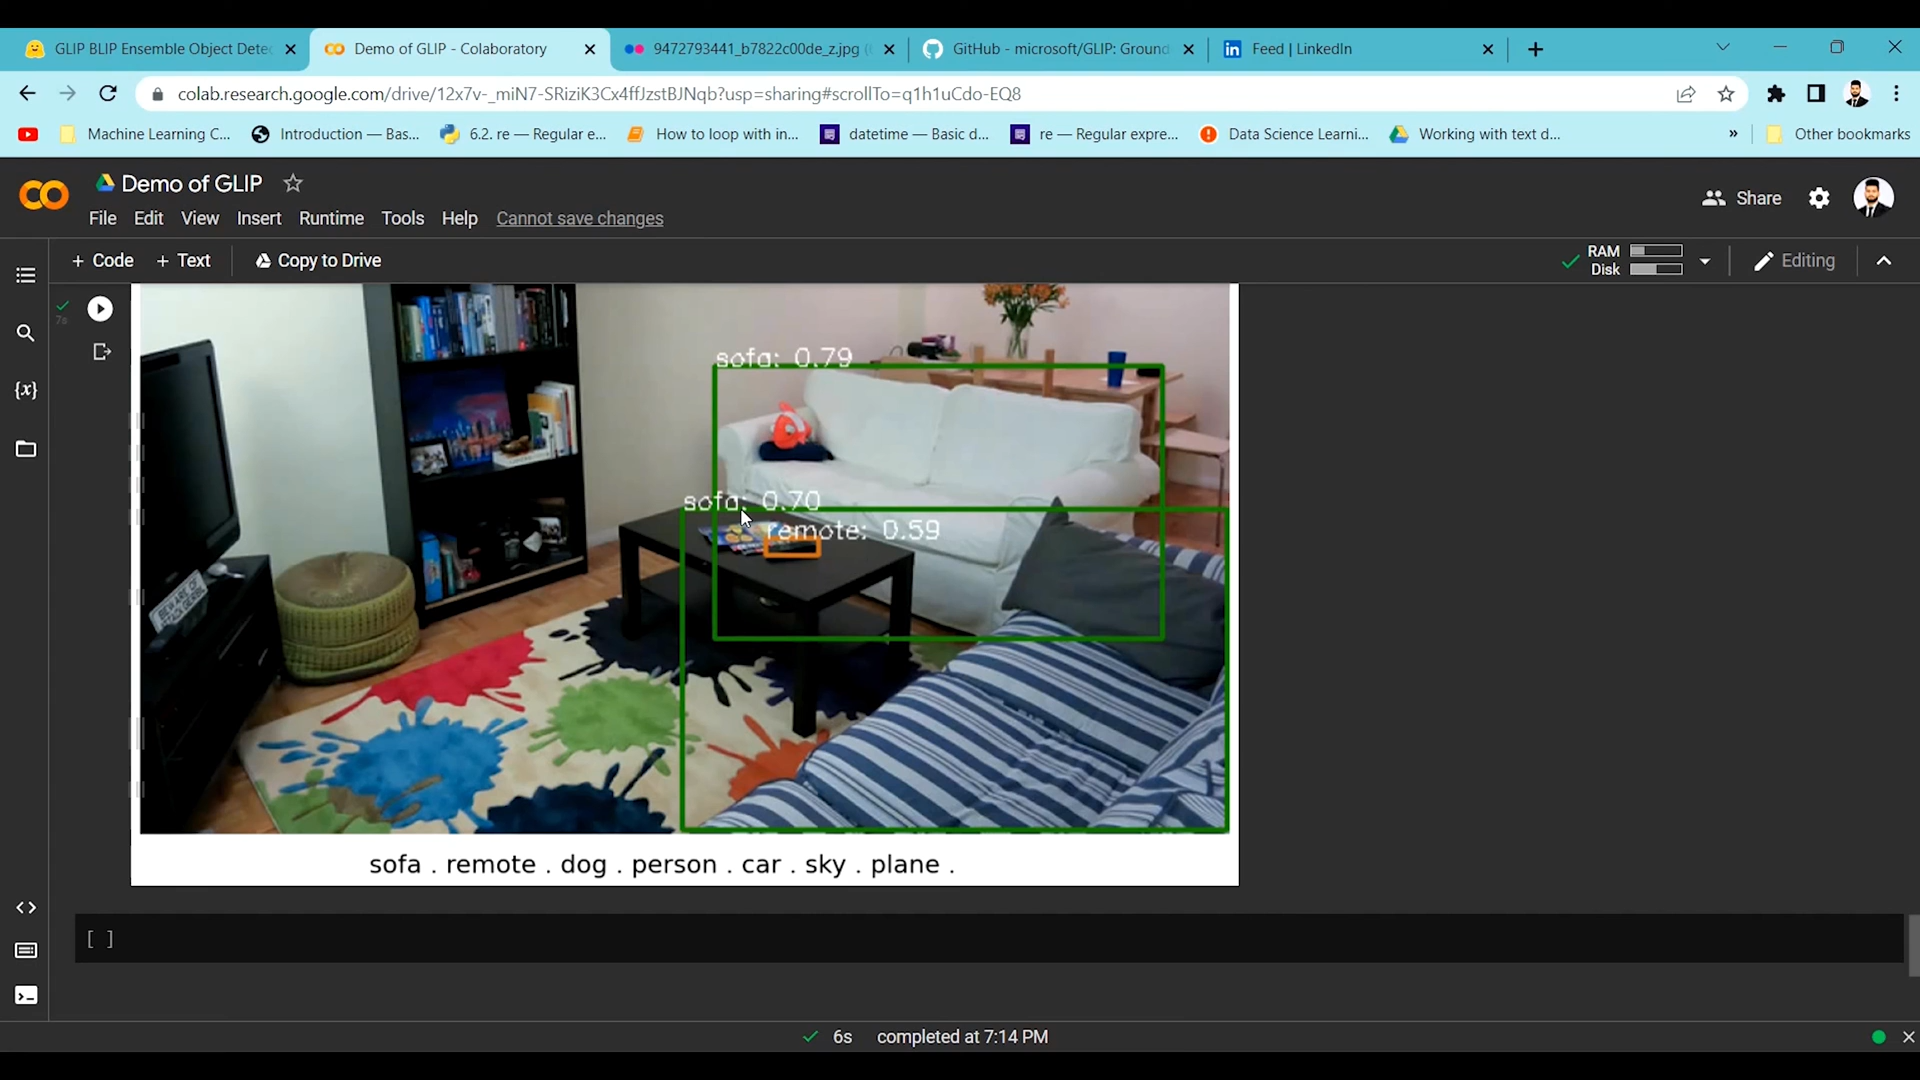 GLIP BLIP Ensemble Object Dete
Demo of GLIP - Colaboratory
9472793441_b7822c00de_z.jpg (
GitHub - microsoft/GLIP: Ground
Feed | LinkedIn
colab.research.google.com/drive/12x7v-_miN7-SRiziK3Cx4ffJzstBJNqb?usp=sharing#scrollTo=q1h1uCdo-EQ8
Machine Learning C...
Introduction — Bas...
6.2. re — Regular e...
How to loop with in...
datetime — Basic d...
re — Regular expre...
Data Science Learni...
Working with text d...
»
Other bookmarks
Demo of GLIP
File Edit View Insert Runtime Tools Help Cannot save changes
Share
+ Code + Text Copy to Drive
RAM
Disk
Editing
7s
sofa: 0.79
sofa: 0.70
remote: 0.59
BEWARE OF
sofa . remote . dog . person . car . sky . plane .
[ ]
6s completed at 7:14 PM